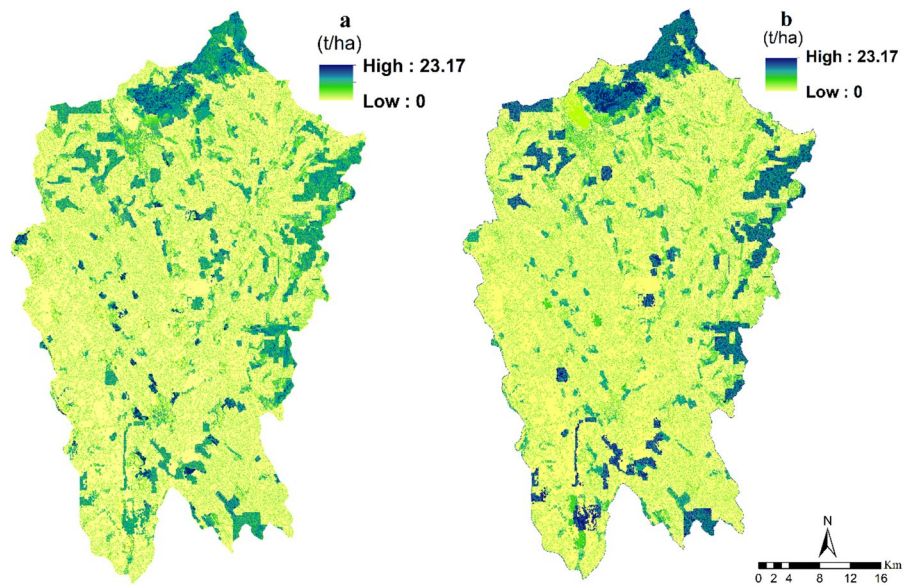 a
(t/ha)
High : 23.17
Low : 0
b
(t/ha)
High : 23.17
Low : 0
N
0 2 4 8 12 16 Km